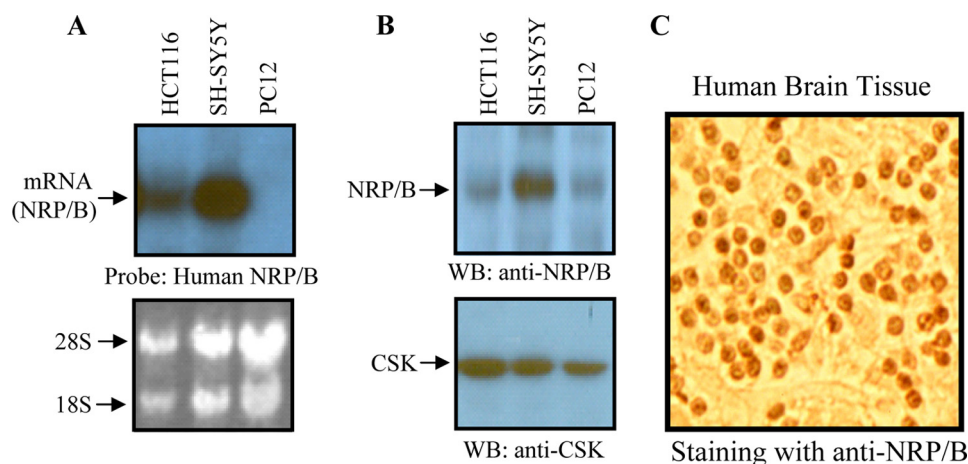 A
HCT116
SH-SY5Y
PC12
mRNA
(NRP/B)
Probe: Human NRP/B
28S
18S
B
HCT116
SH-SY5Y
PC12
NRP/B
WB: anti-NRP/B
CSK
WB: anti-CSK
C
Human Brain Tissue
Staining with anti-NRP/B